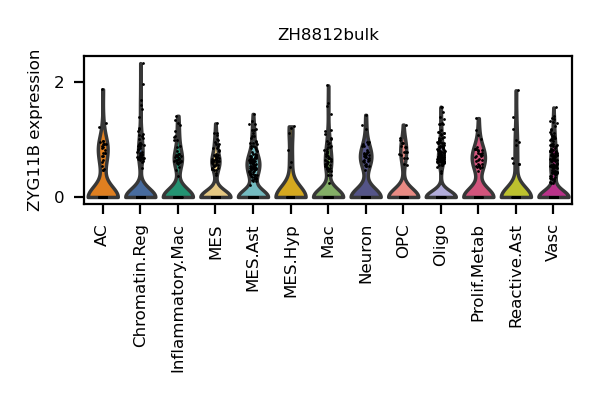 ZH8812bulk
ZYG11B expression
2
0
AC
Chromatin.Reg
Inflammatory.Mac
MES
MES.Ast
MES.Hyp
Mac
Neuron
OPC
Oligo
Prolif.Metab
Reactive.Ast
Vasc